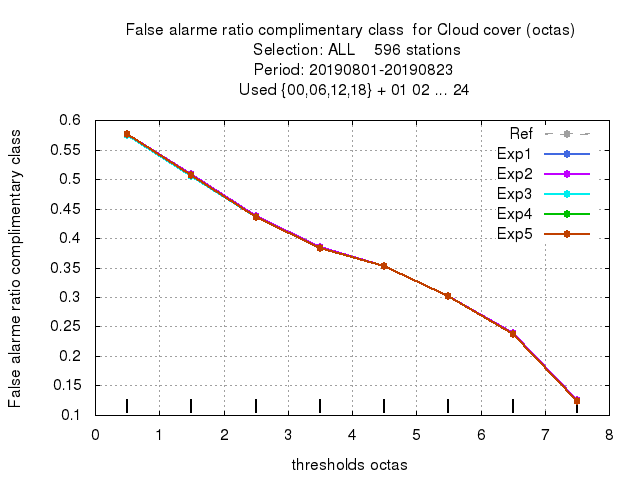 False alarme ratio complimentary class  for Cloud cover (octas)
Selection: ALL    596 stations
Period: 20190801-20190823
Used {00,06,12,18} + 01 02 ... 24
False alarme ratio complimentary class
0.6
0.55
0.5
0.45
0.4
0.35
0.3
0.25
0.2
0.15
0.1
Ref
Exp1
Exp2
Exp3
Exp4
Exp5
0 1 2 3 4 5 6 7 8
thresholds octas